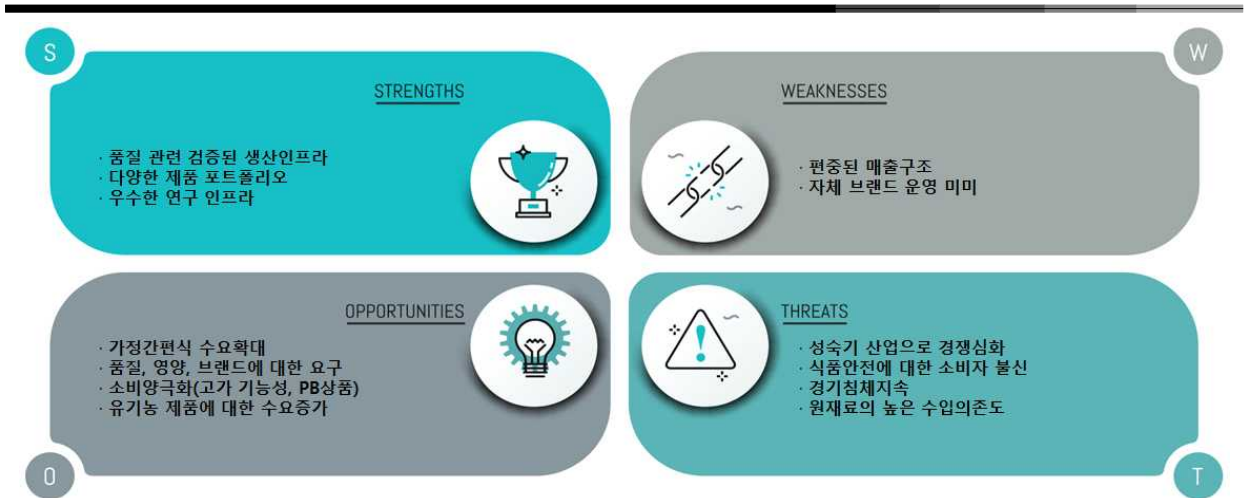 S
STRENGTHS
· 품질 관련 검증된 생산인프라
· 다양한 제품 포트폴리오
· 우수한 연구 인프라
W
WEAKNESSES
· 편중된 매출구조
· 자체 브랜드 운영 미미
OPPORTUNITIES
· 가정간편식 수요확대
· 품질, 영양, 브랜드에 대한 요구
· 소비양극화(고가 기능성, PB상품)
· 유기농 제품에 대한 수요증가
O
THREATS
· 성숙기 산업으로 경쟁심화
· 식품안전에 대한 소비자 불신
· 경기침체지속
· 원재료의 높은 수입의존도
T